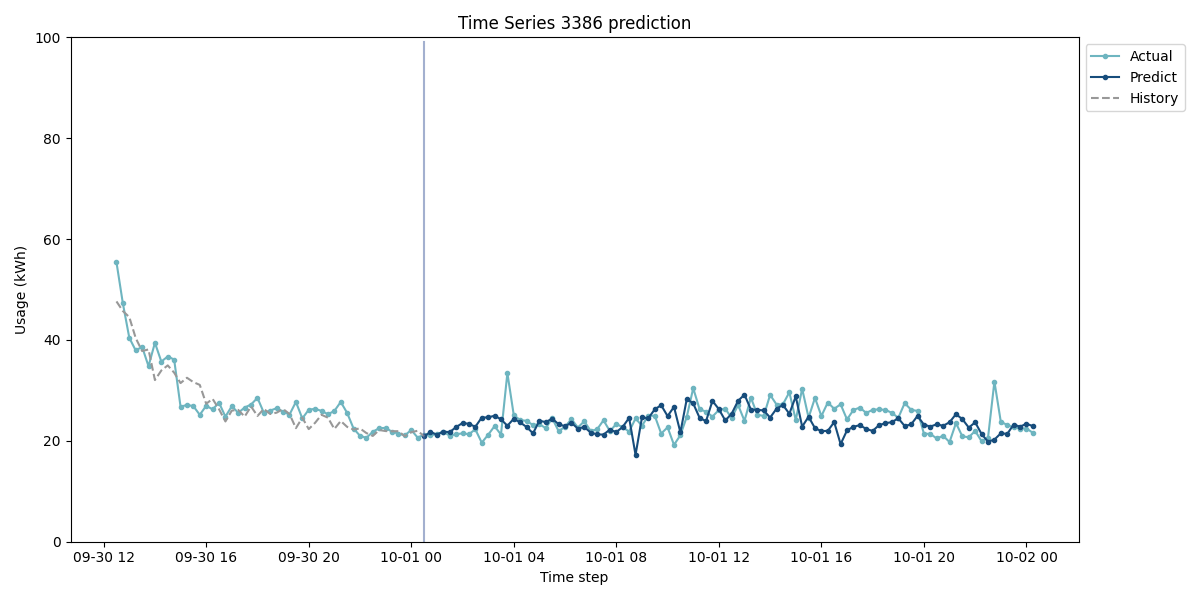 Time Series 3386 prediction
100
80
60
40
20
0
Usage (kWh)
09-30 12
09-30 16
09-30 20
10-01 00
10-01 04
10-01 08
10-01 12
10-01 16
10-01 20
10-02 00
Time step
Actual
Predict
History